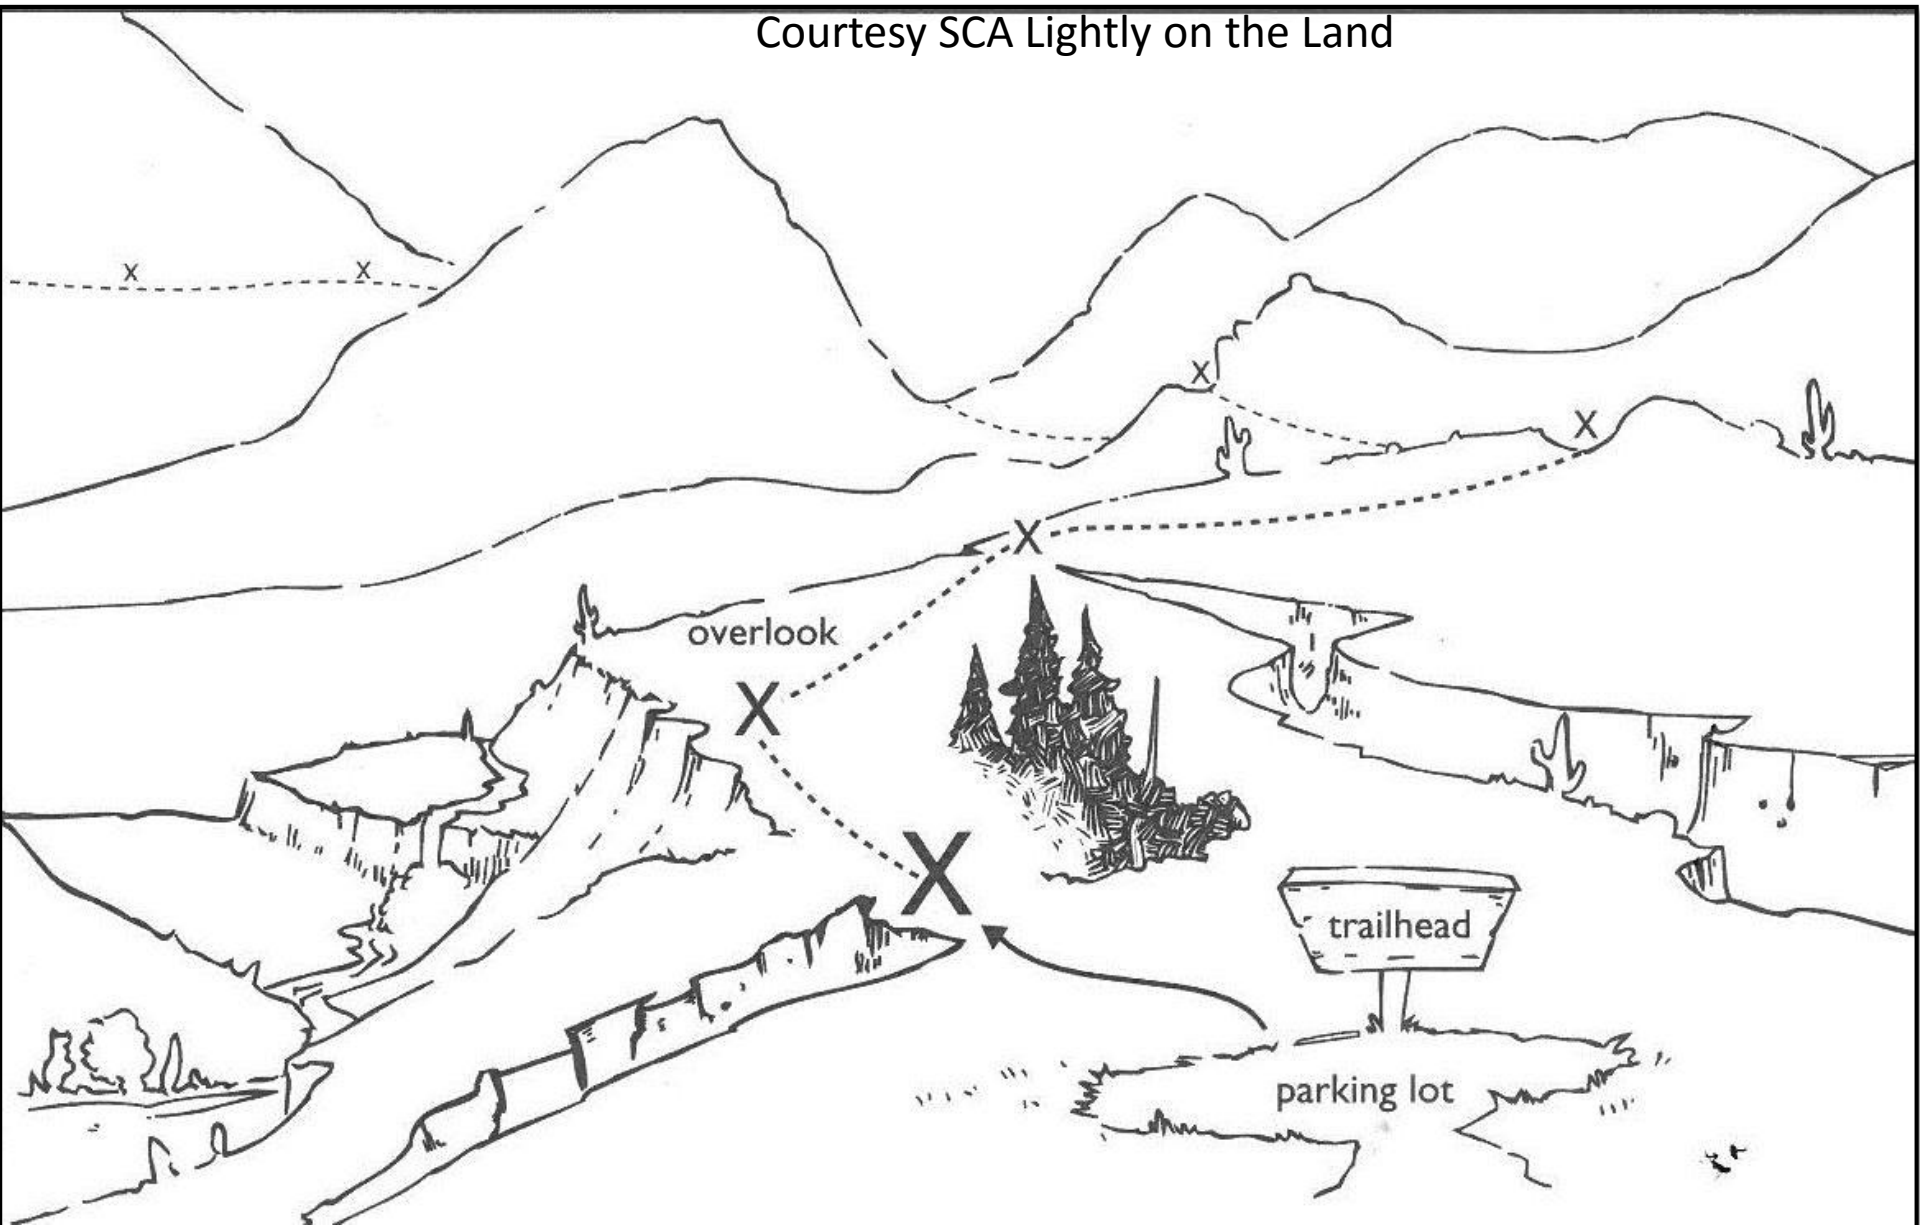 Courtesy SCA Lightly on the Land
x
x
x
x
x
overlook
x
x
trailhead
parking lot